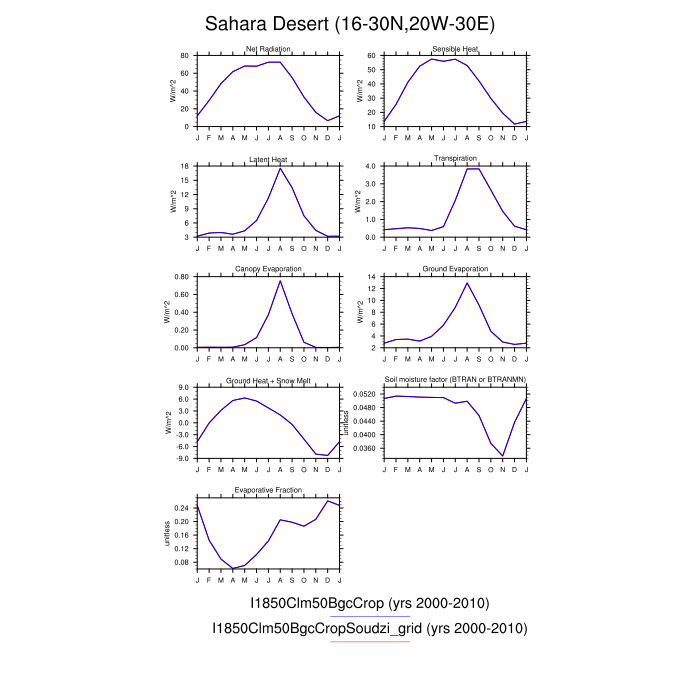 Sahara Desert (16-30N,20W-30E)
Net Radiation
W/m^2
80
60
40
20
0
J F M A M J J A S O N D J
Sensible Heat
W/m^2
60
50
40
30
20
10
J F M A M J J A S O N D J
Latent Heat
W/m^2
18
15
12
9
6
3
J F M A M J J A S O N D J
Transpiration
W/m^2
4.0
3.0
2.0
1.0
0.0
J F M A M J J A S O N D J
Canopy Evaporation
W/m^2
0.80
0.60
0.40
0.20
0.00
J F M A M J J A S O N D J
Ground Evaporation
W/m^2
14
12
10
8
6
4
2
J F M A M J J A S O N D J
Ground Heat + Snow Melt
W/m^2
9.0
6.0
3.0
0.0
-3.0
-6.0
-9.0
J F M A M J J A S O N D J
Soil moisture factor (BTRAN or BTRANMN)
unitless
0.0520
0.0480
0.0440
0.0400
0.0360
J F M A M J J A S O N D J
Evaporative Fraction
unitless
0.24
0.20
0.16
0.12
0.08
J F M A M J J A S O N D J
I1850Clm50BgcCrop (yrs 2000-2010)
I1850Clm50BgcCropSoudzi_grid (yrs 2000-2010)